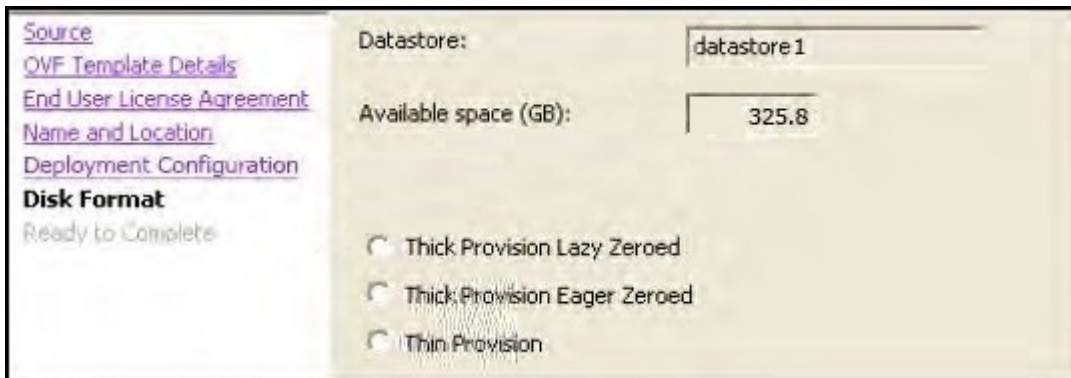 Source
OVF Template Details
End User License Agreement
Name and Location
Deployment Configuration
Disk Format
Ready to Complete
Datastore:
datastore1
Available space (GB):
325.8
Thick Provision Lazy Zeroed
Thick Provision Eager Zeroed
Thin Provision